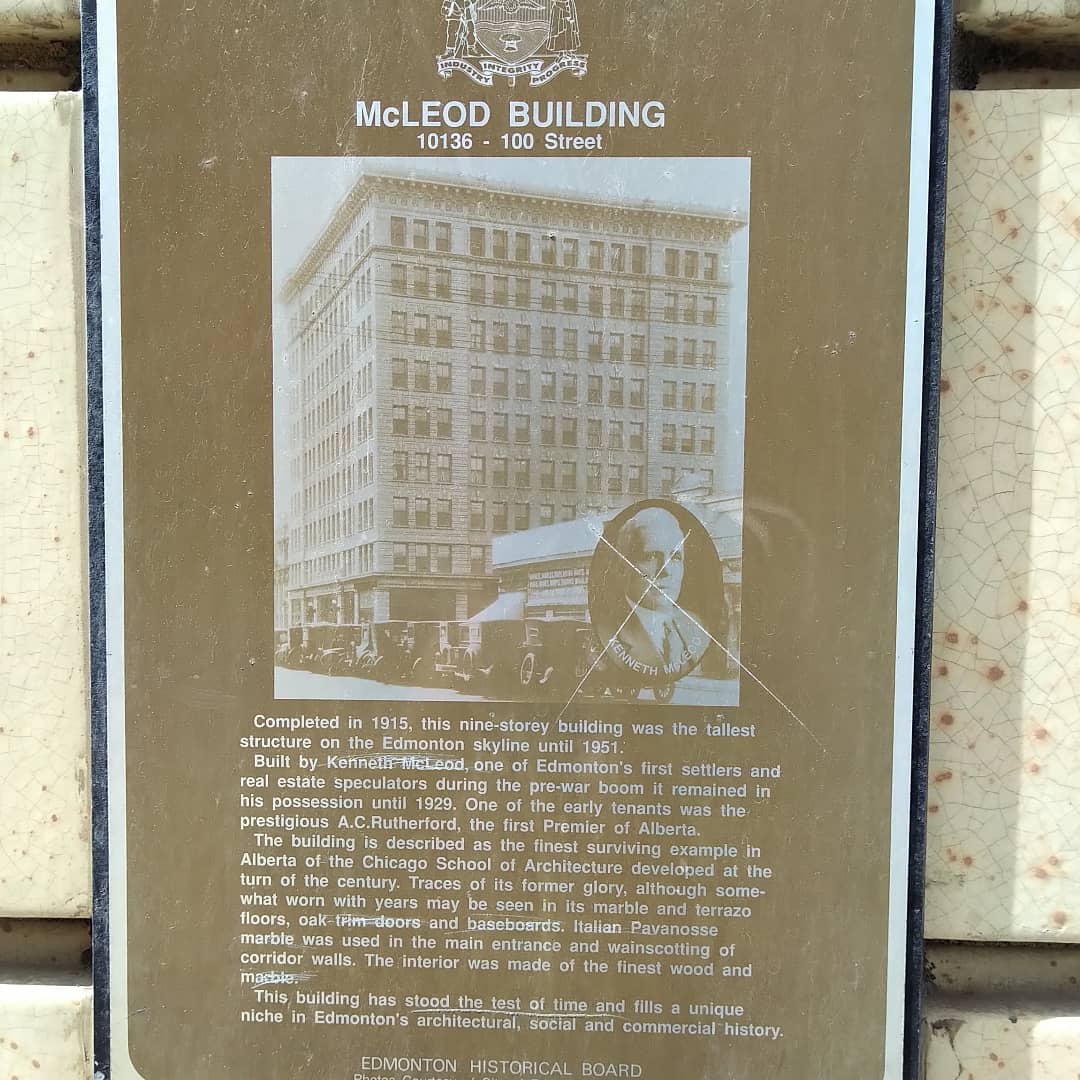 INDUSTRY INTEGRITY PROGRESS
McLEOD BUILDING
10136 - 100 Street
KENNETH McLEOD
Completed in 1915, this nine-storey building was the tallest
structure on the Edmonton skyline until 1951.
Built by Kenneth McLeod, one of Edmonton's first settlers and
real estate speculators during the pre-war boom it remained in
his possession until 1929. One of the early tenants was the
prestigious A.C.Rutherford, the first Premier of Alberta.
The building is described as the finest surviving example in
Alberta of the Chicago School of Architecture developed at the
turn of the century. Traces of its former glory, although some-
what worn with years may be seen in its marble and terrazo
floors, oak trim doors and baseboards. Italian Pavanosse
marble was used in the main entrance and wainscotting of
corridor walls. The interior was made of the finest wood and
marble.
This building has stood the test of time and fills a unique
niche in Edmonton's architectural, social and commercial history.
EDMONTON HISTORICAL BOARD